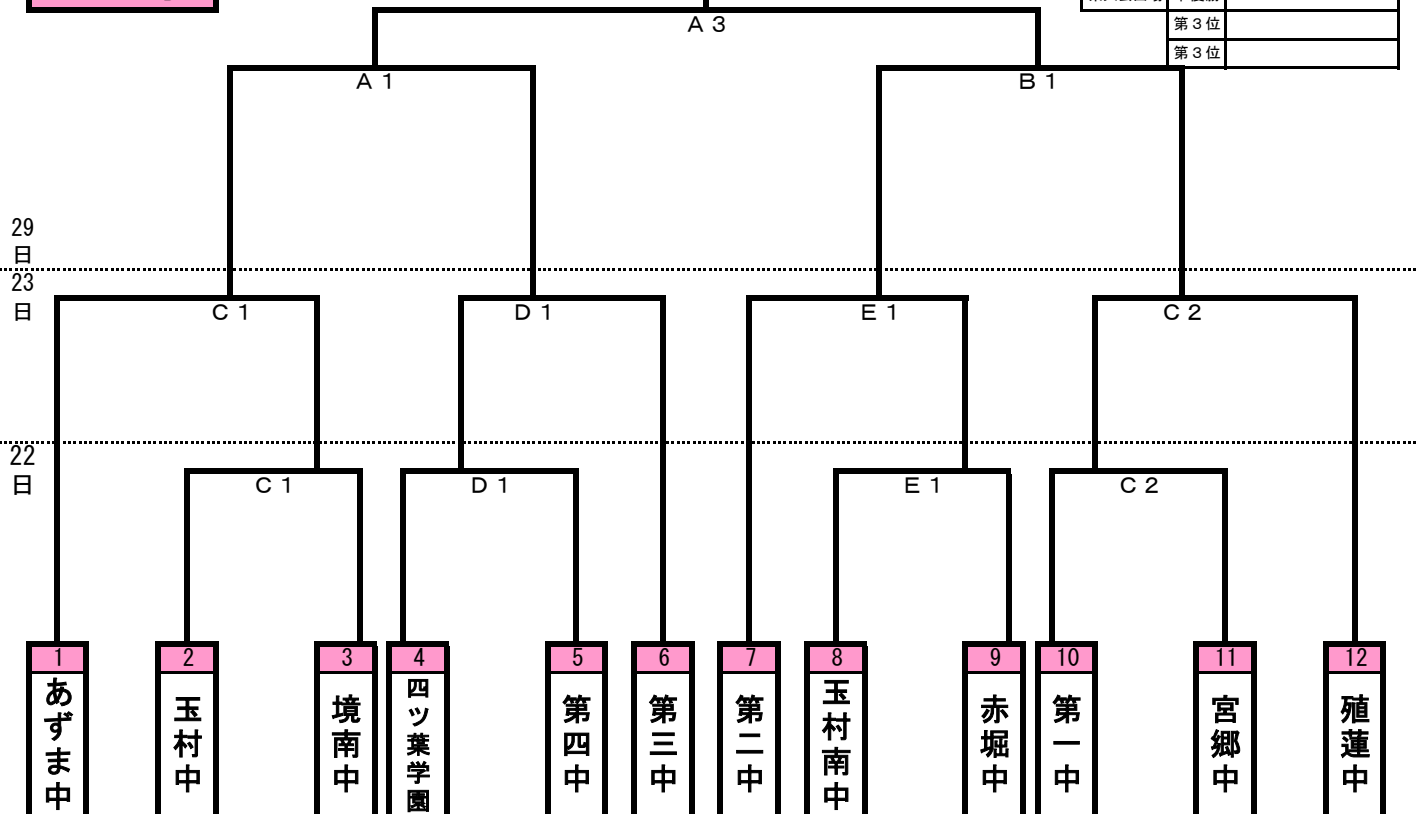 Ａ３
第３位
第３位
Ａ１
Ｂ１
29
日
23
日
Ｃ１
Ｄ１
Ｅ１
Ｃ２
22
日
Ｃ１
Ｄ１
Ｅ１
Ｃ２
1
2
3
4
5
6
7
8
9
10
11
12
あずま中
玉村中
境南中
四ツ葉学園
第四中
第三中
第二中
玉村南中
赤堀中
第一中
宮郷中
殖蓮中